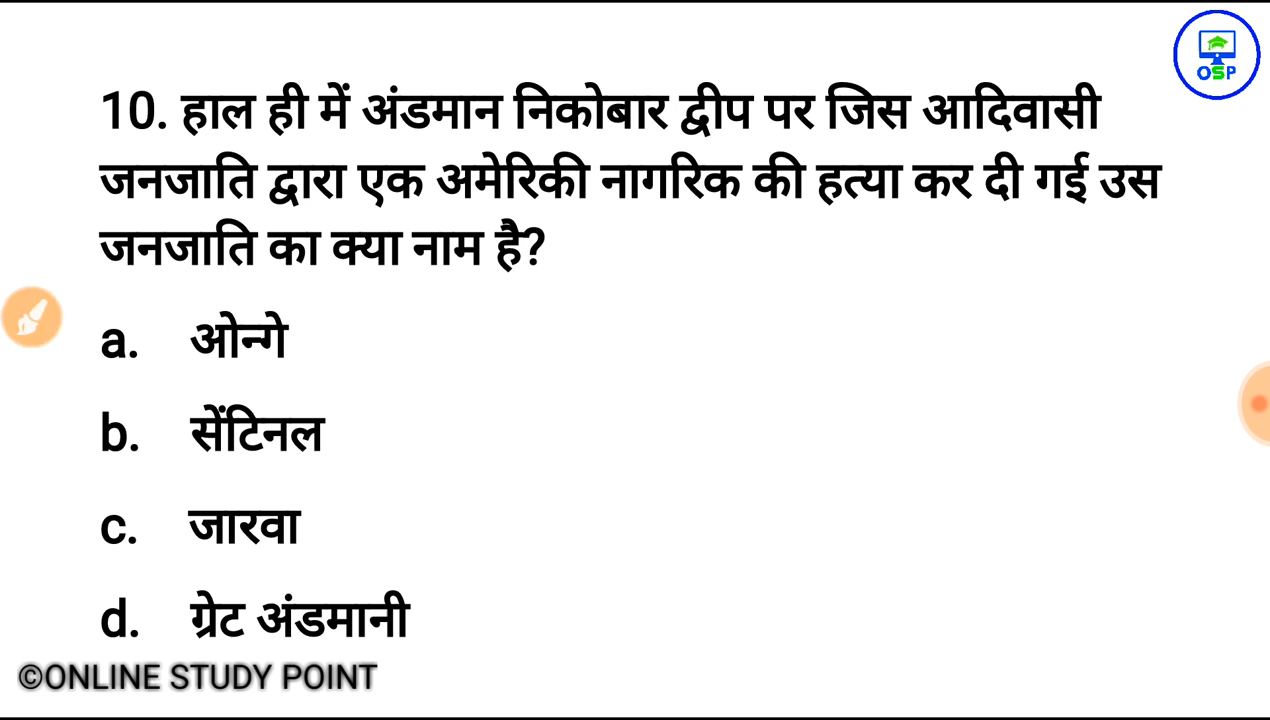 OSP
10. हाल ही में अंडमान निकोबार द्वीप पर जिस आदिवासी
जनजाति द्वारा एक अमेरिकी नागरिक की हत्या कर दी गई उस
जनजाति का क्या नाम है?
a. ओन्गे
b. सेंटिनल
c. जारवा
d. ग्रेट अंडमानी
©ONLINE STUDY POINT